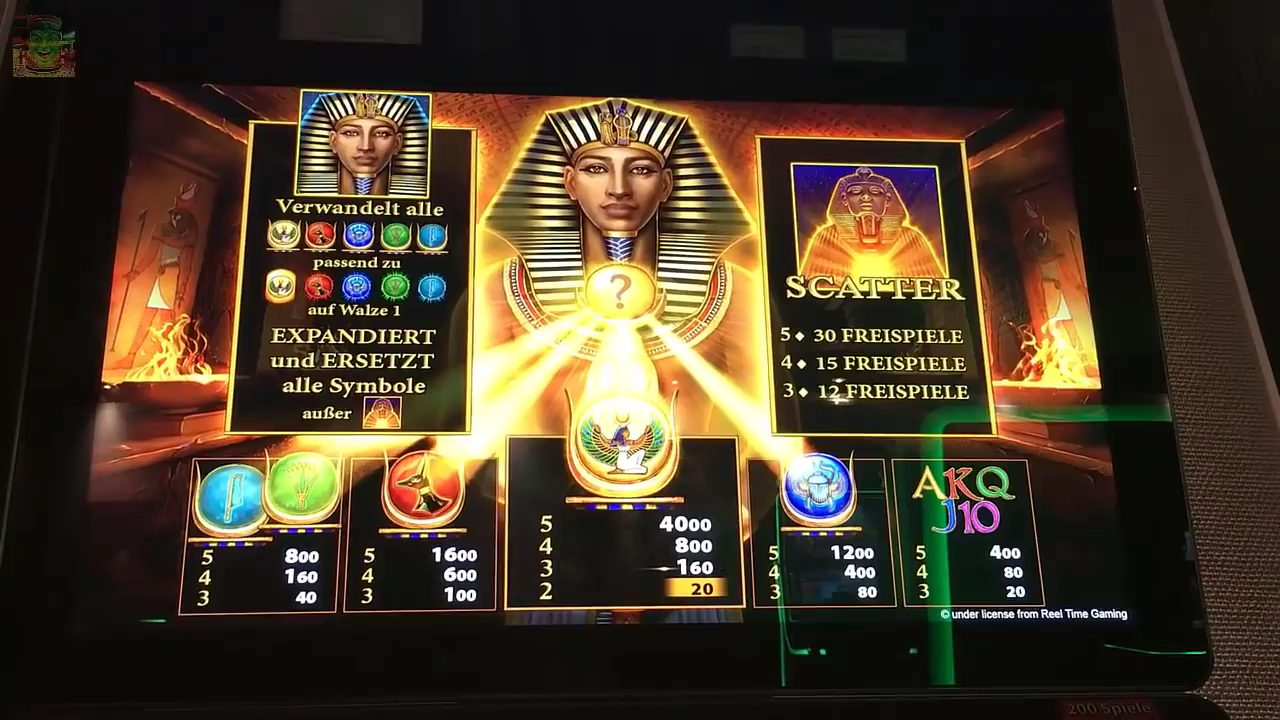 Verwandelt alle
passend zu
auf Walze 1
EXPANDIERT
und ERSETZT
alle Symbole
außer
?
SCATTER
5 30 FREISPIELE
4 15 FREISPIELE
3 12 FREISPIELE
5 800
4 160
3 40
5 1600
4 600
3 100
5 4000
4 800
3 160
2 20
5 1200
4 400
3 80
AKQ
J10
5 400
4 80
3 20
© under license from Reel Time Gaming
200 Spiele